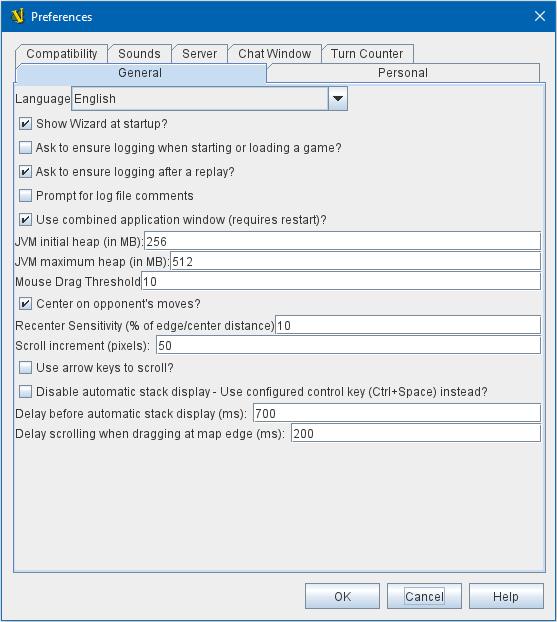 Preferences
Compatibility Sounds Server Chat Window Turn Counter
General Personal
Language English
Show Wizard at startup?
Ask to ensure logging when starting or loading a game?
Ask to ensure logging after a replay?
Prompt for log file comments
Use combined application window (requires restart)?
JVM initial heap (in MB): 256
JVM maximum heap (in MB): 512
Mouse Drag Threshold 10
Center on opponent's moves?
Recenter Sensitivity (% of edge/center distance) 10
Scroll increment (pixels): 50
Use arrow keys to scroll?
Disable automatic stack display - Use configured control key (Ctrl+Space) instead?
Delay before automatic stack display (ms): 700
Delay scrolling when dragging at map edge (ms): 200
OK Cancel Help